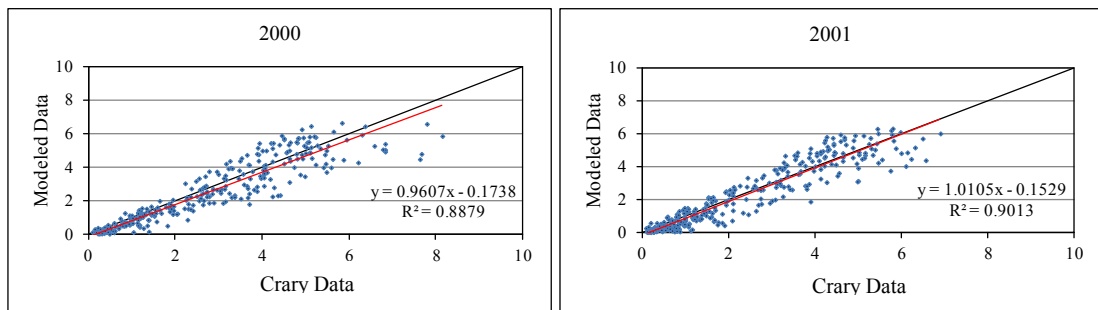 2000
10
8
6
4
2
0
Modeled Data
y = 0.9607x - 0.1738
R² = 0.8879
0 2 4 6 8 10
Crary Data
2001
10
8
6
4
2
0
Modeled Data
y = 1.0105x - 0.1529
R² = 0.9013
0 2 4 6 8 10
Crary Data